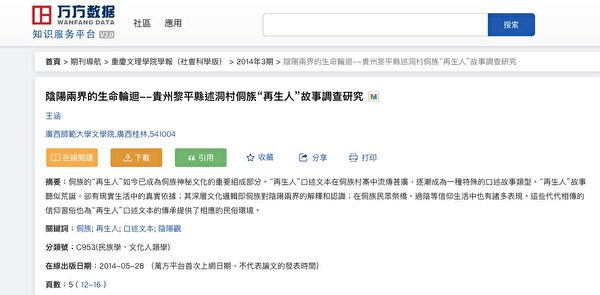 万方数据
WANFANG DATA
知识服务平台 V2.0
社區 應用
搜索
首頁 > 期刊導航 > 重慶文理學院學報（社會科學版） > 2014年3期 > 陰陽兩界的生命輪迴--貴州黎平縣述洞村侗族“再生人”故事調查研究
陰陽兩界的生命輪迴--貴州黎平縣述洞村侗族“再生人”故事調查研究 M
王涵
廣西師範大學文學院,廣西桂林,541004
在線閱讀 下載 引用 收藏 分享 打印
摘要：侗族的“再生人”如今已成為侗族神秘文化的重要組成部分。“再生人”口述文本在侗族村寨中流傳甚廣，逐漸成為一種特殊的口述故事類型。“再生人”故事
聽似荒誕，卻有現實生活中的真實依據；其深層文化邏輯即侗族對陰陽兩界的解釋和認識；在侗族民眾祭橋、過陰等信仰生活中也有諸多表現。這些代代相傳的
信仰習俗也為“再生人”口述文本的傳承提供了相應的民俗環境。
關鍵詞：侗族; 再生人; 口述文本; 陰陽觀
分類號：C953(民族學、文化人類學)
在線出版日期：2014-05-28 （萬方平台首次上網日期，不代表論文的發表時間）
頁數：5（12-16）